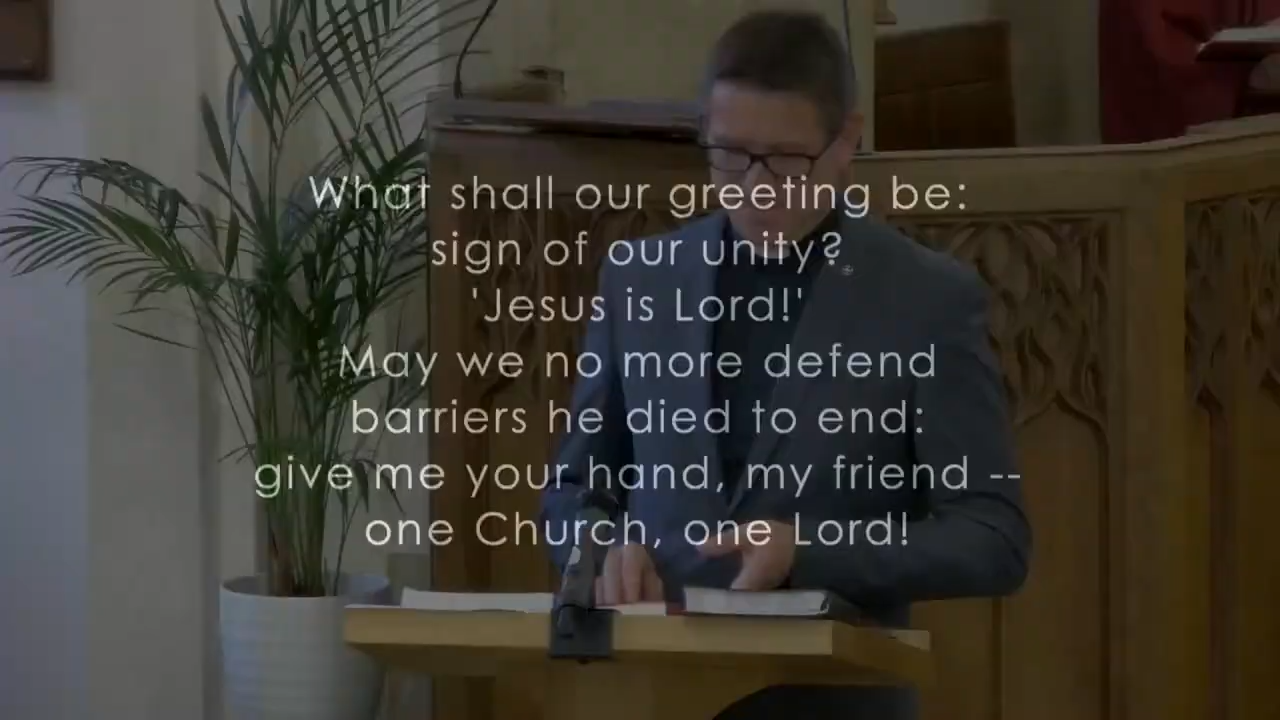 What shall our greeting be:
sign of our unity?
'Jesus is Lord!'
May we no more defend
barriers he died to end:
give me your hand, my friend --
one Church, one Lord!